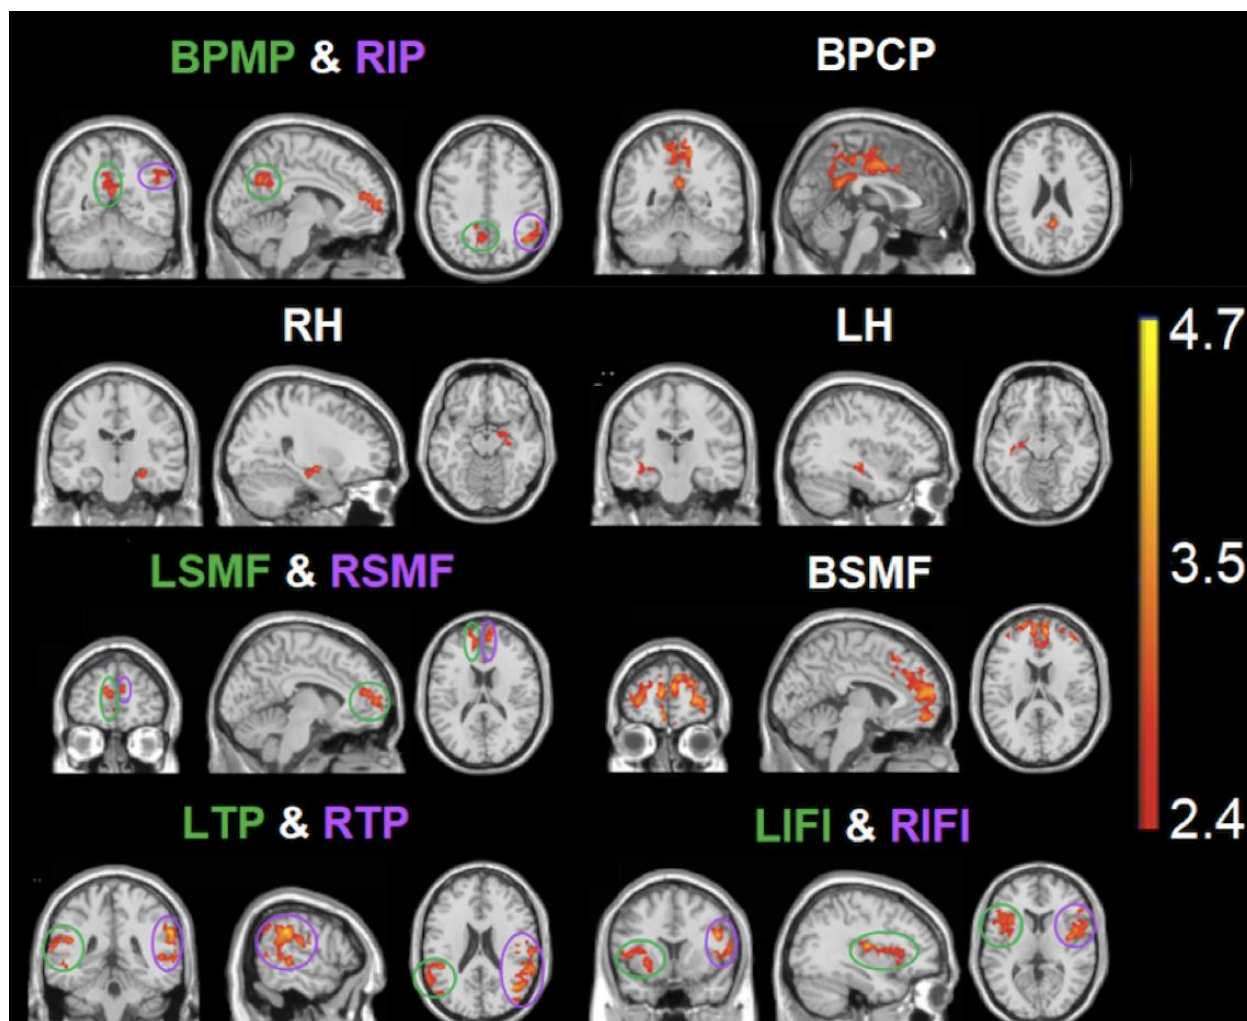 BPMP & RIP
BPCP
RH
LH
4.7
3.5
2.4
LSMF & RSMF
BSMF
LTP & RTP
LIFI & RIFI